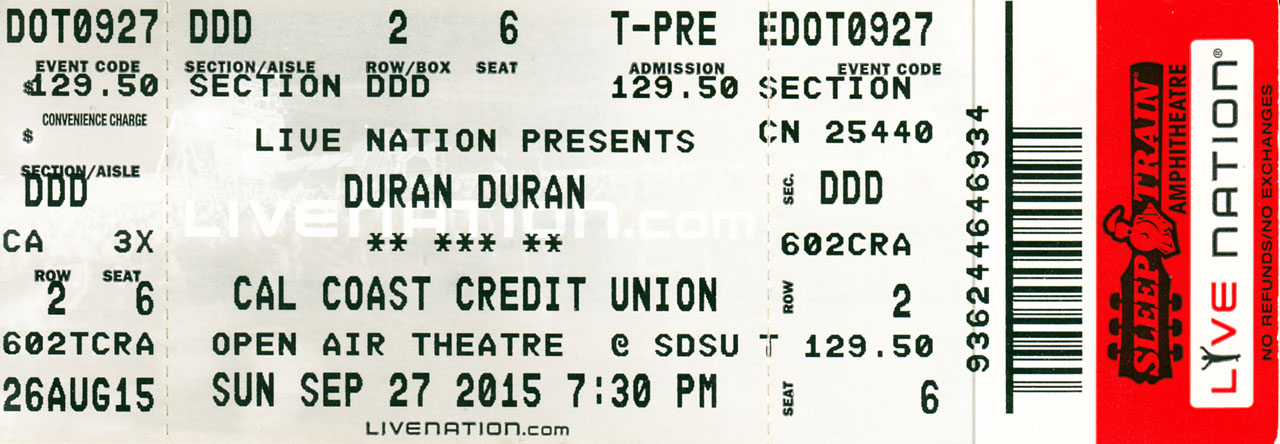 DOT0927 DDD 2 6 T-PRE EDOT0927
EVENT CODE SECTION/AISLE ROW/BOX SEAT ADMISSION EVENT CODE
$129.50 SECTION DDD 129.50 SECTION
CONVENIENCE CHARGE
$
LIVE NATION PRESENTS
CN 25440
SECTION/AISLE
DDD
DURAN DURAN
SEC. DDD
LIVENATION.com
CA 3X
** *** **
602CRA
ROW SEAT
2 6
CAL COAST CREDIT UNION
ROW 2
602TCRA
OPEN AIR THEATRE @ SDSU
T 129.50
26AUG15
SUN SEP 27 2015 7:30 PM
SEAT 6
LIVENATION.com
936244646934
SLEEP TRAIN®
AMPHITHEATRE
LIVE NATION®
NO REFUNDS/NO EXCHANGES